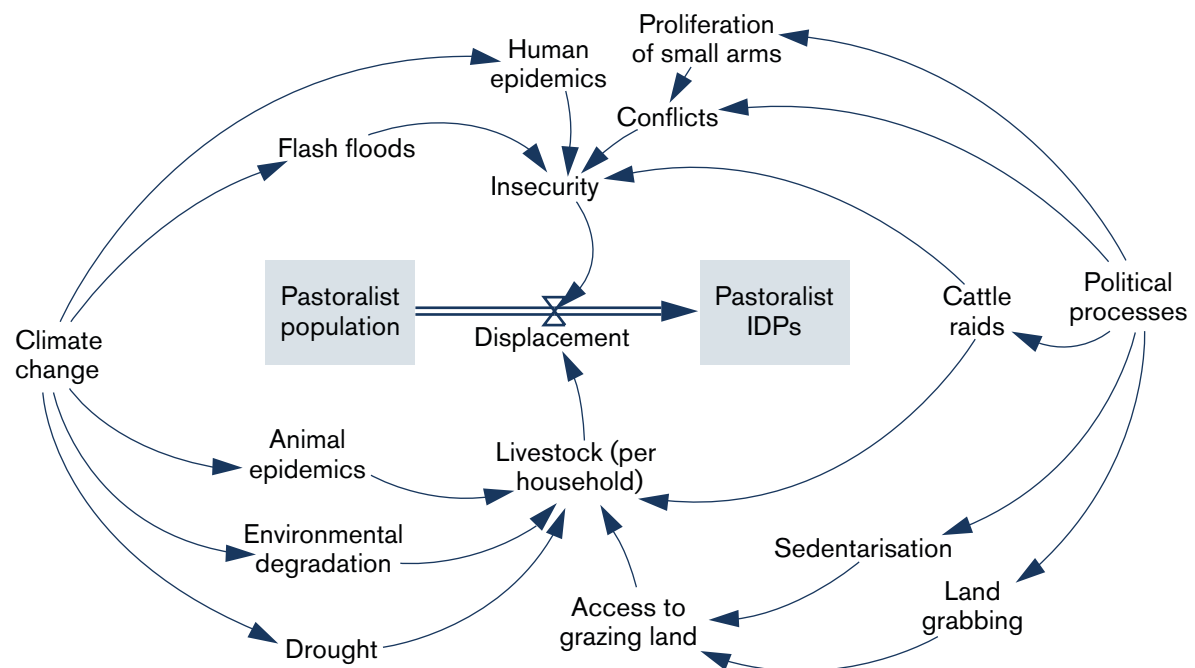 Proliferation
of small arms
Human
epidemics
Conflicts
Flash floods
Insecurity
Pastoralist
population
Pastoralist
IDPs
Displacement
Cattle
raids
Political
processes
Climate
change
Animal
epidemics
Livestock (per
household)
Environmental
degradation
Sedentarisation
Land
grabbing
Access to
grazing land
Drought